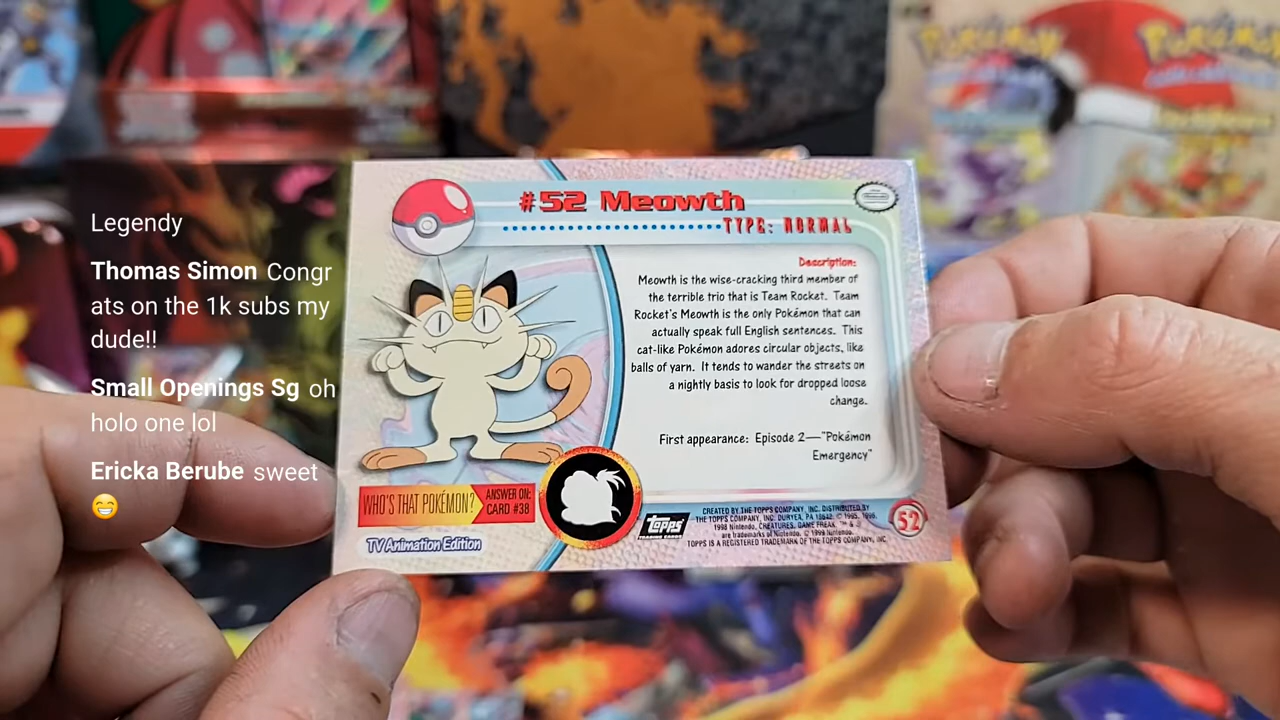 POKéMON
POKéMON
Legendy
Thomas Simon Congr
ats on the 1k subs my
dude!!
Small Openings Sg oh
holo one lol
Ericka Berube sweet
😁
#52 Meowth
TYPE: NORMAL
Description:
Meowth is the wise-cracking third member of
the terrible trio that is Team Rocket. Team
Rocket's Meowth is the only Pokémon that can
actually speak full English sentences. This
cat-like Pokémon adores circular objects, like
balls of yarn. It tends to wander the streets on
a nightly basis to look for dropped loose
change.
First appearance: Episode 2—"Pokémon
Emergency"
WHO'S THAT POKÉMON?
ANSWER ON:
CARD #38
TV Animation Edition
Topps
TRADING CARDS
CREATED BY THE TOPPS COMPANY, INC. DISTRIBUTED BY
THE TOPPS COMPANY, INC. DURYEA, PA 18642. © 1995, 1996,
1998 Nintendo, CREATURES, GAME FREAK. ™ & ®
are trademarks of Nintendo. © 1999 Nintendo.
TOPPS IS A REGISTERED TRADEMARK OF THE TOPPS COMPANY, INC.
52